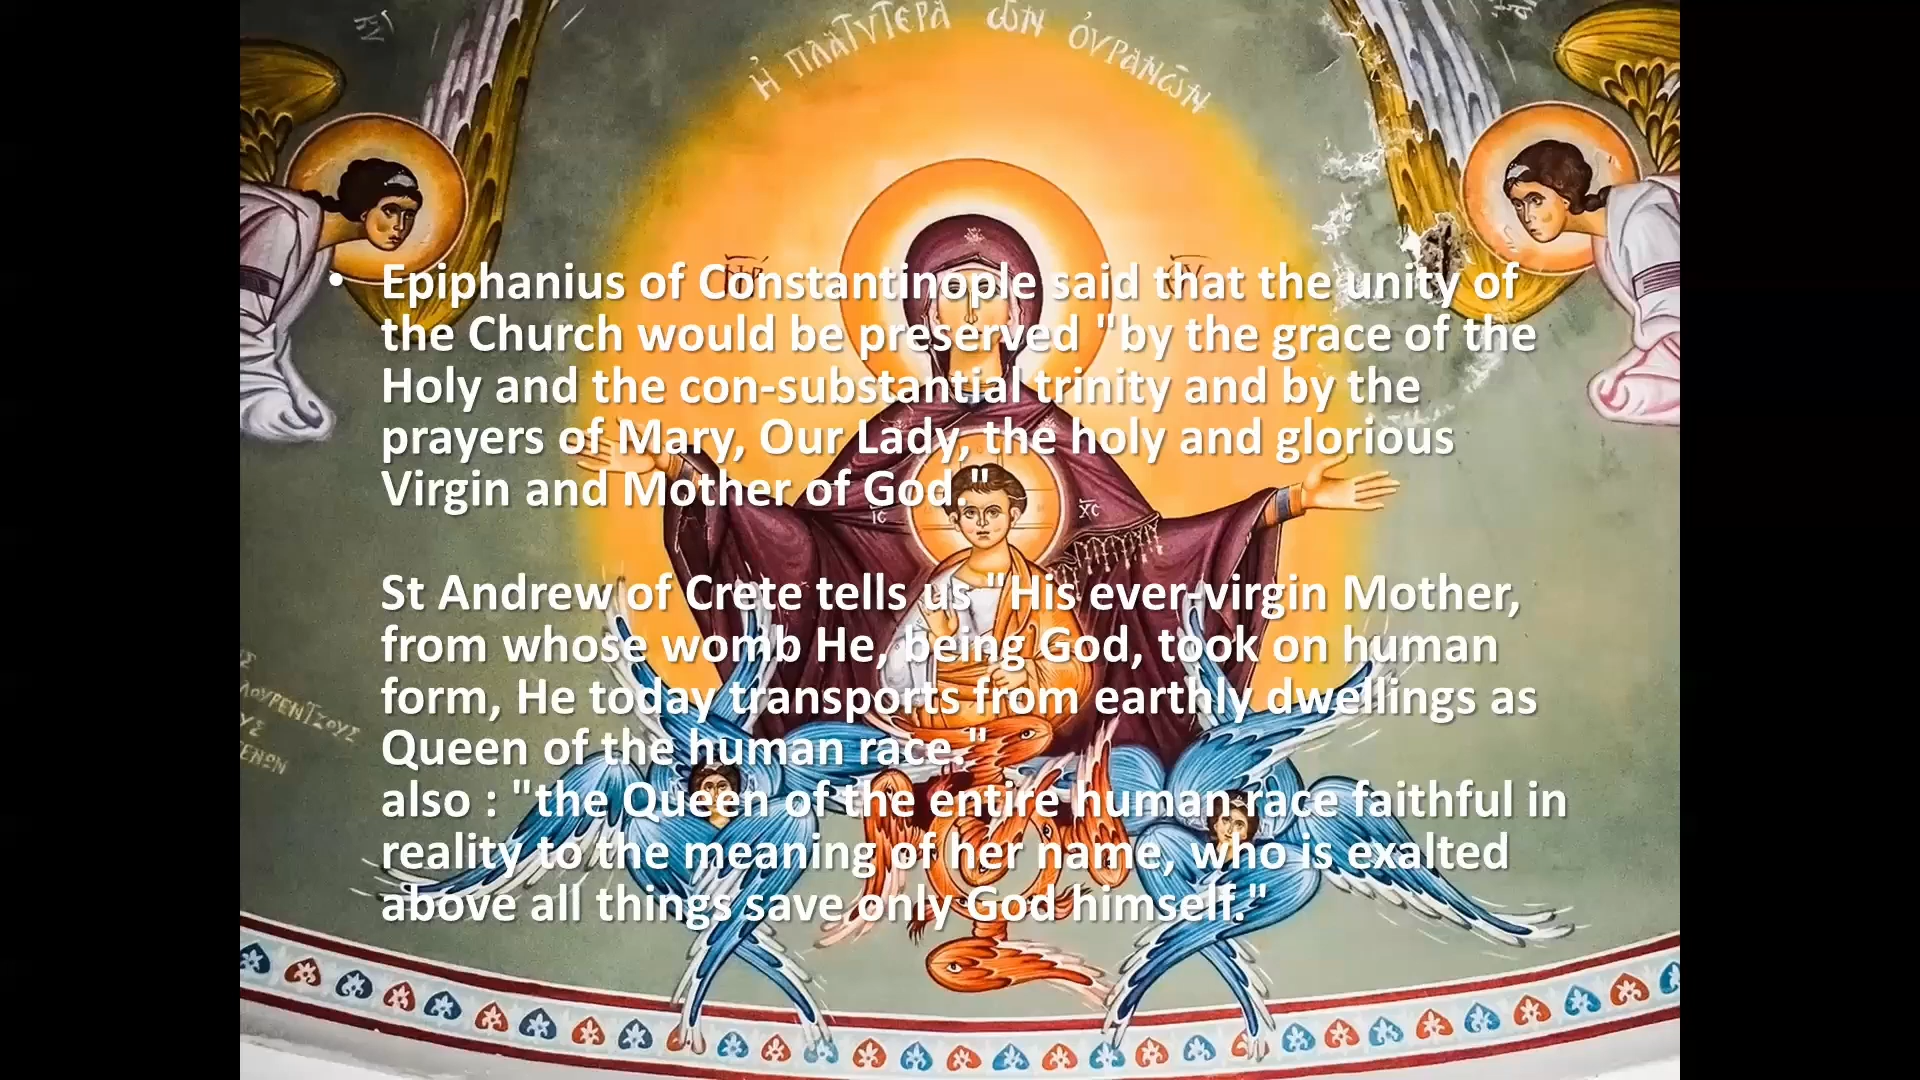 Η ΠΛΑΤΥΤΕΡΑ ΤΩΝ ΟΥΡΑΝΩΝ
• Epiphanius of Constantinople said that the unity of
the Church would be preserved "by the grace of the
Holy and the con-substantial trinity and by the
prayers of Mary, Our Lady, the holy and glorious
Virgin and Mother of God."
ΙC ΧC
St Andrew of Crete tells us "His ever-virgin Mother,
from whose womb He, being God, took on human
form, He today transports from earthly dwellings as
Queen of the human race."
also : "the Queen of the entire human race faithful in
reality to the meaning of her name, who is exalted
above all things save only God himself."